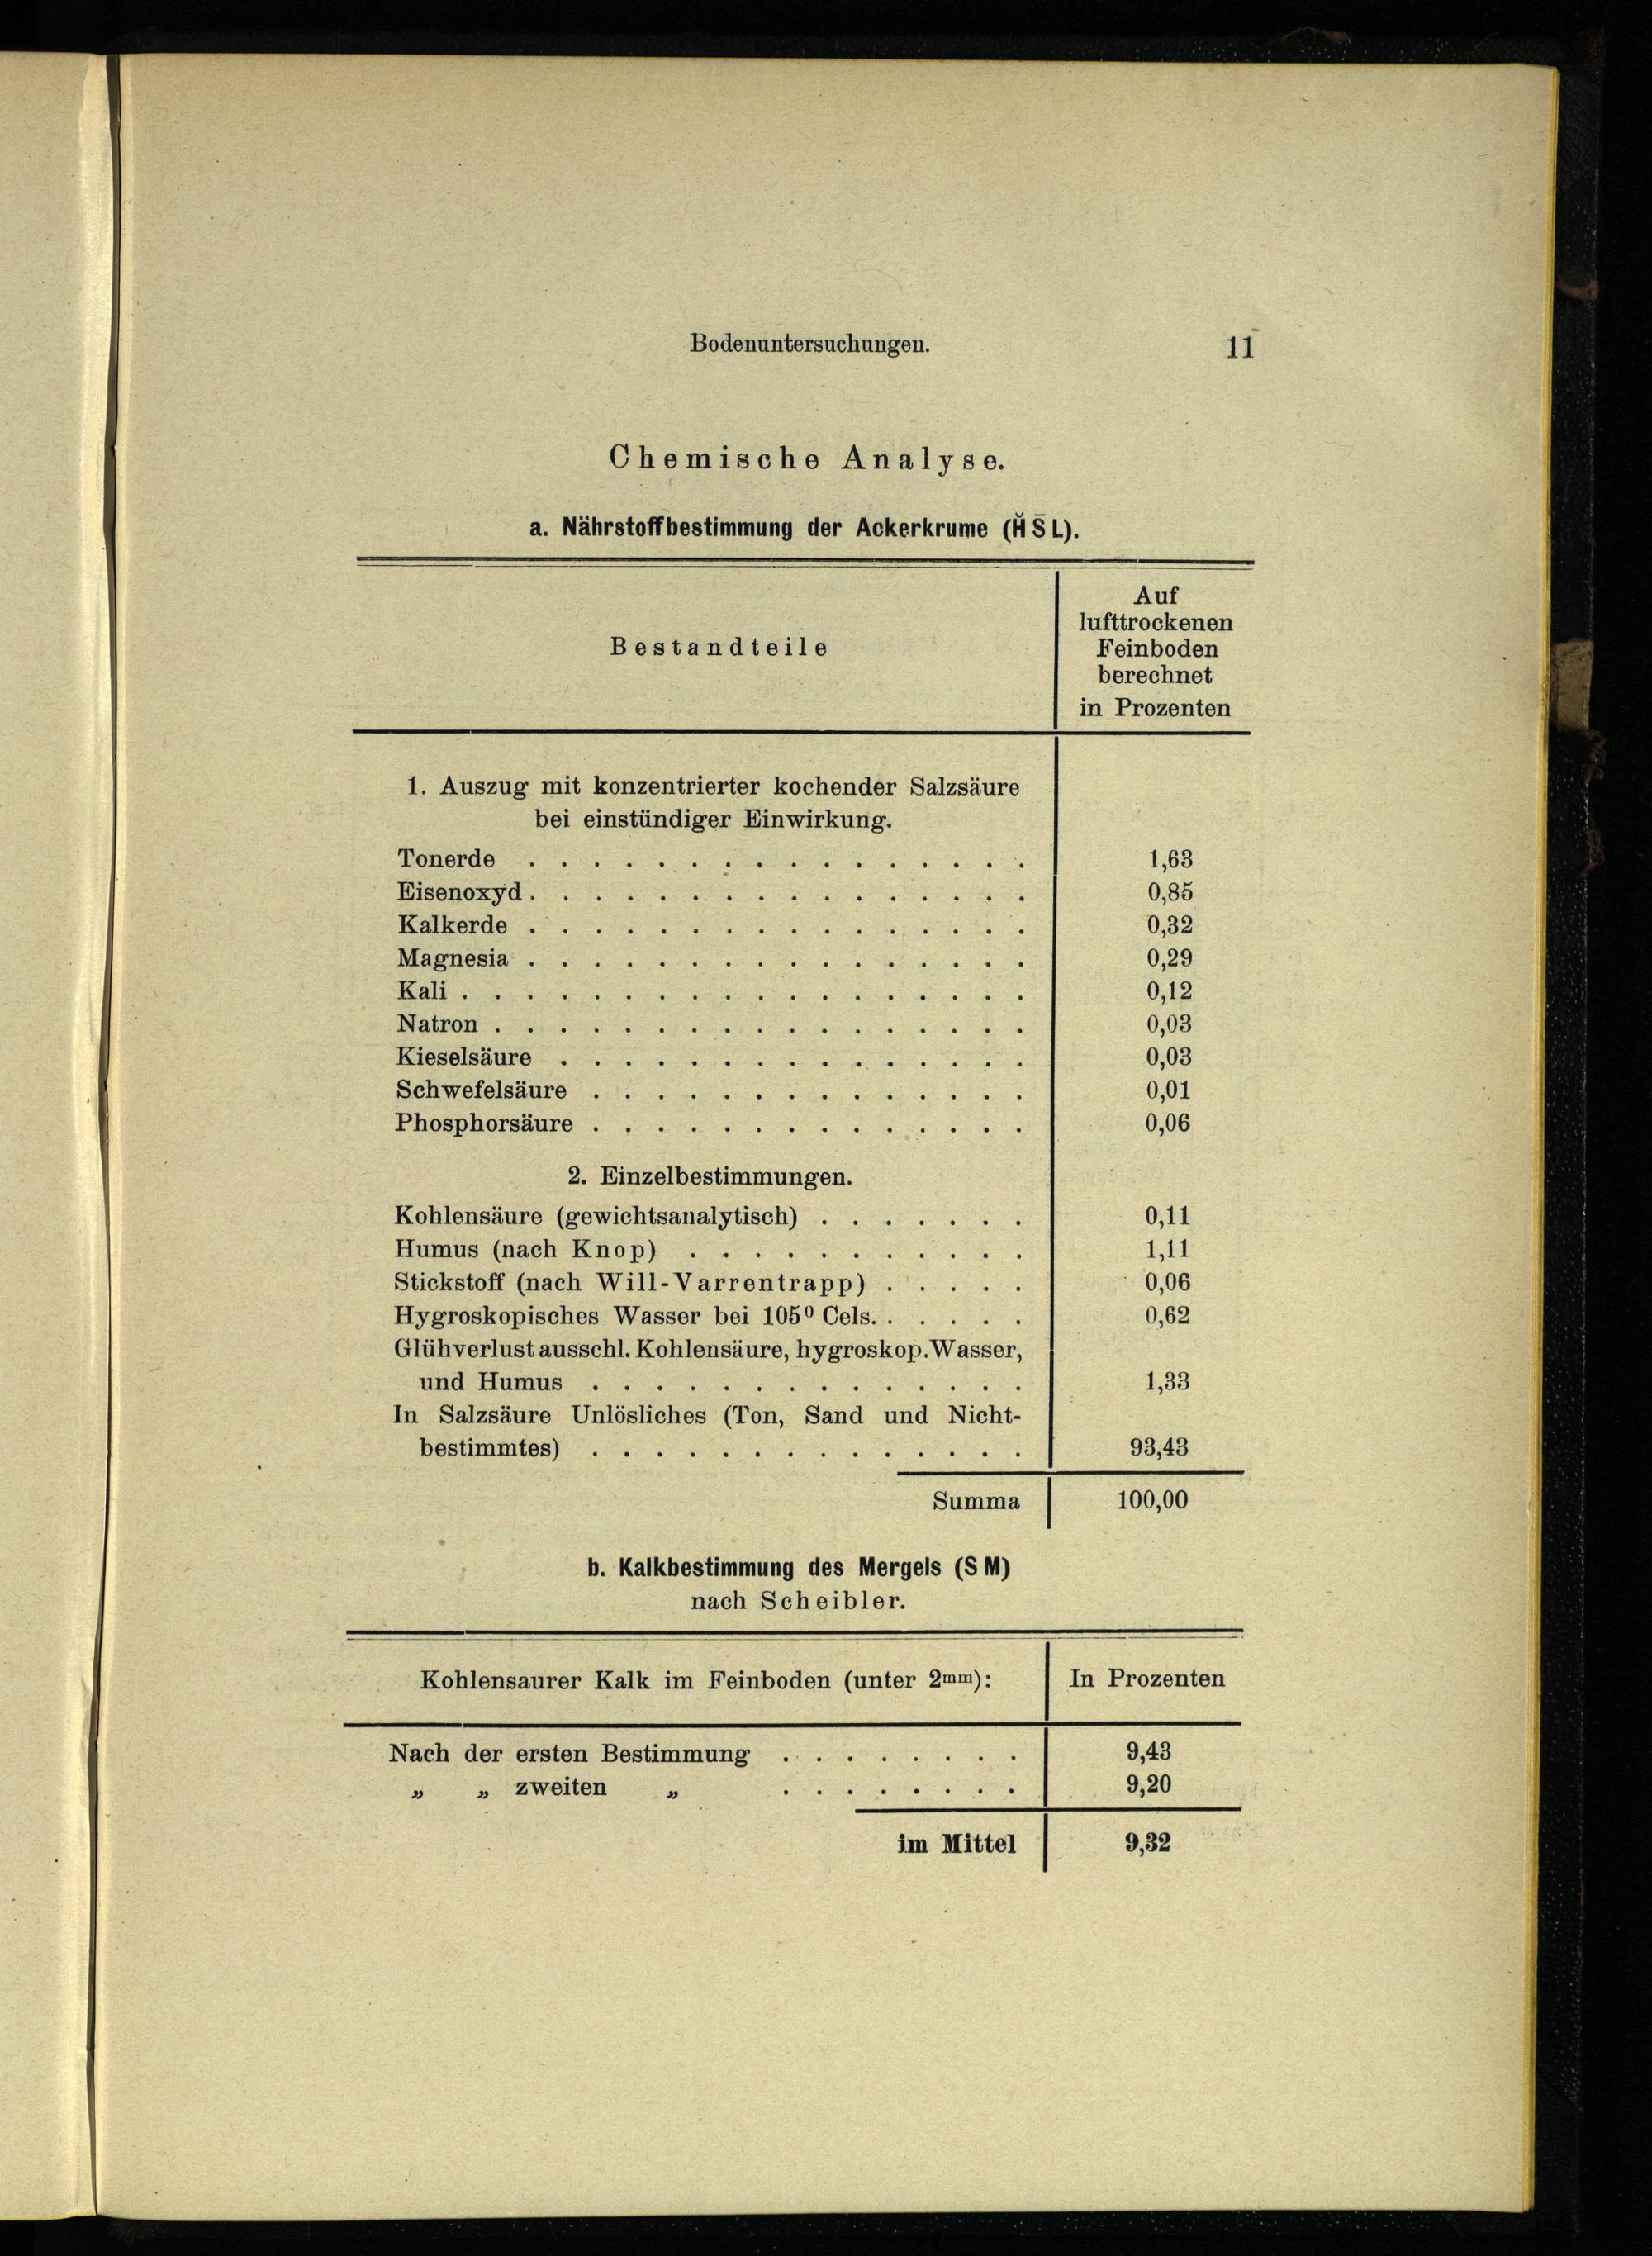 Bodenuntersuchungen. 11
Chemische Analyse.
a. Nährstoffbestimmung der Ackerkrume (H̆ S̄ L).
Bestandteile
Auf
lufttrockenen
Feinboden
berechnet
in Prozenten
1. Auszug mit konzentrierter kochender Salzsäure
bei einstündiger Einwirkung.
Tonerde . . . . . . . . . . . . . . . . 1,63
Eisenoxyd . . . . . . . . . . . . . . . . 0,85
Kalkerde . . . . . . . . . . . . . . . . 0,32
Magnesia . . . . . . . . . . . . . . . . 0,29
Kali . . . . . . . . . . . . . . . . . . 0,12
Natron . . . . . . . . . . . . . . . . . 0,03
Kieselsäure . . . . . . . . . . . . . . . 0,03
Schwefelsäure . . . . . . . . . . . . . . 0,01
Phosphorsäure . . . . . . . . . . . . . . 0,06
2. Einzelbestimmungen.
Kohlensäure (gewichtsanalytisch) . . . . . . . 0,11
Humus (nach Knop) . . . . . . . . . . . 1,11
Stickstoff (nach Will-Varrentrapp) . . . . . 0,06
Hygroskopisches Wasser bei 105⁰ Cels. . . . . . 0,62
Glühverlust ausschl. Kohlensäure, hygroskop. Wasser,
und Humus . . . . . . . . . . . . . . 1,33
In Salzsäure Unlösliches (Ton, Sand und Nicht-
bestimmtes) . . . . . . . . . . . . . . 93,43
Summa 100,00
b. Kalkbestimmung des Mergels (S M)
nach Scheibler.
Kohlensaurer Kalk im Feinboden (unter 2mm): In Prozenten
Nach der ersten Bestimmung . . . . . . . . 9,43
„ „ zweiten „ . . . . . . . . 9,20
im Mittel 9,32